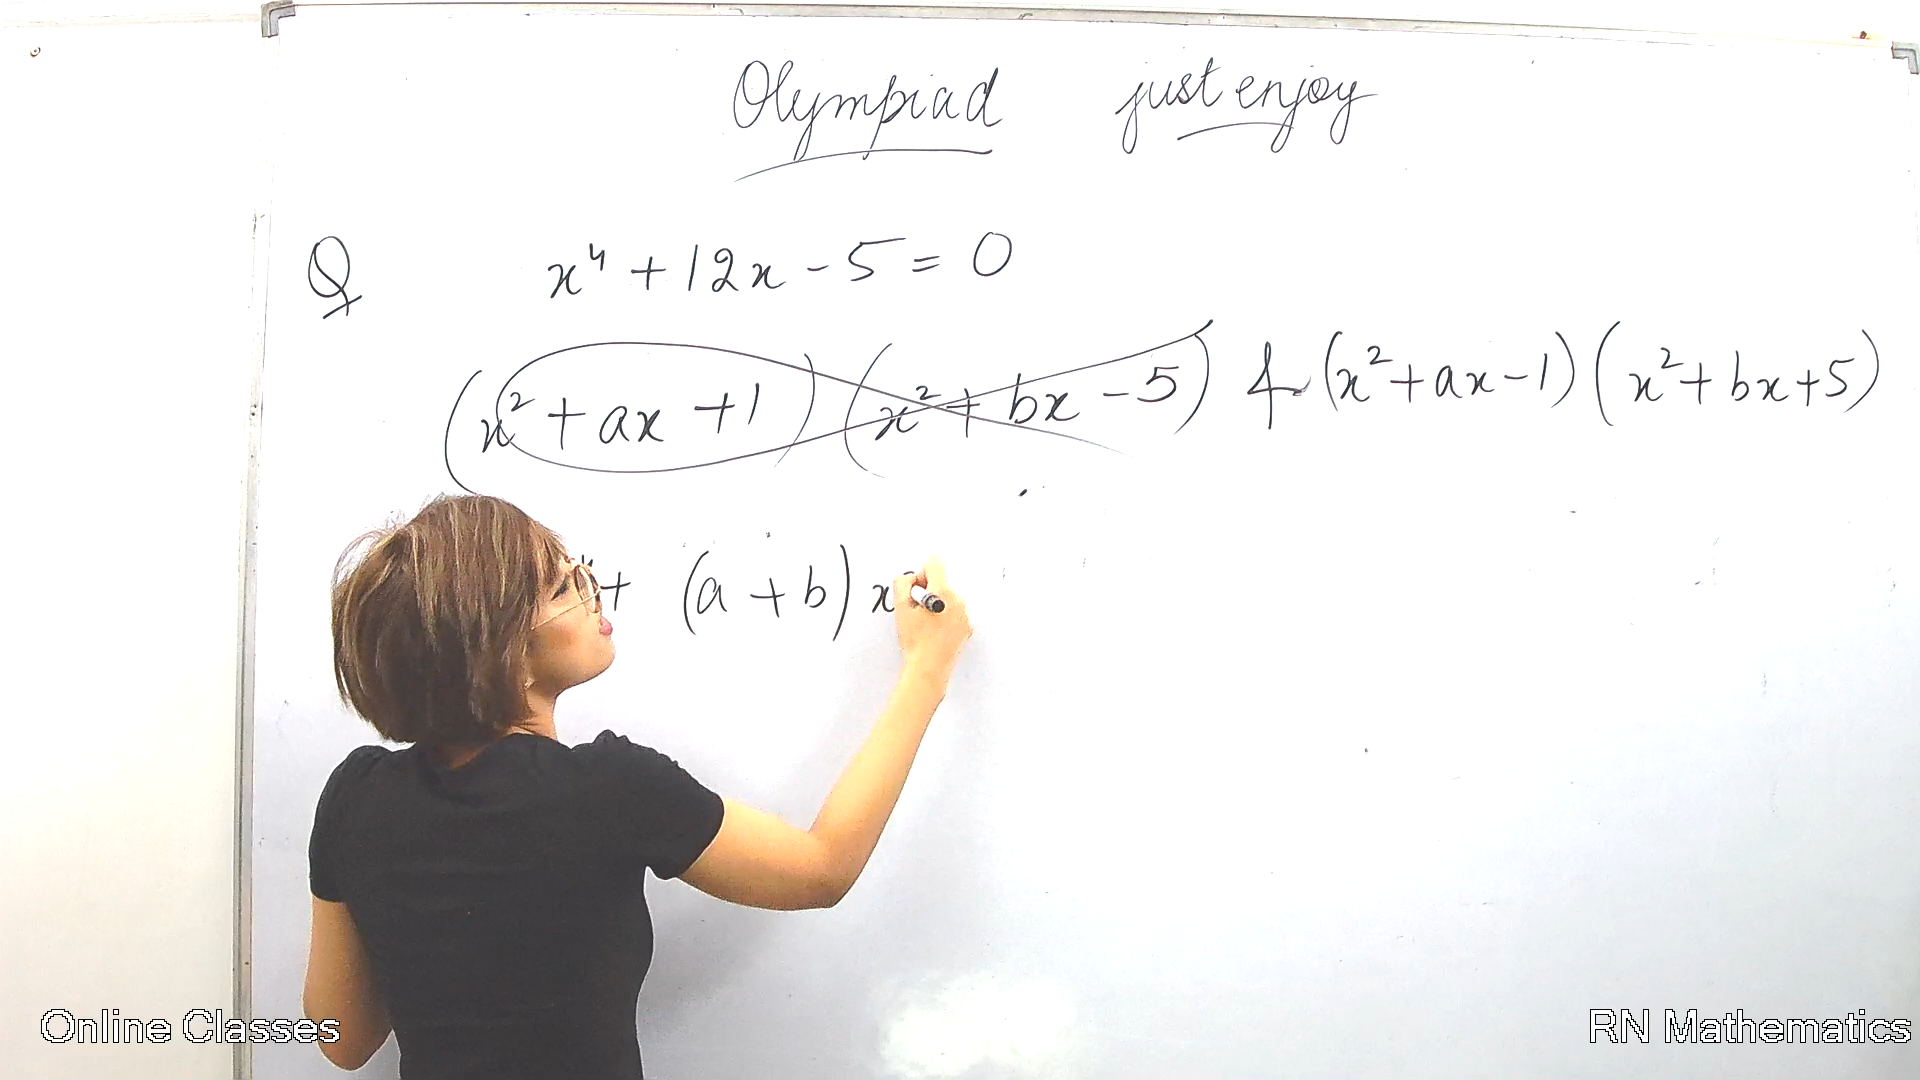 Olympiad just enjoy
Q x⁴ + 12x - 5 = 0
(x² + ax + 1) (x² + bx - 5) & (x² + ax - 1) (x² + bx + 5)
+ (a + b) x
Online Classes
RN Mathematics